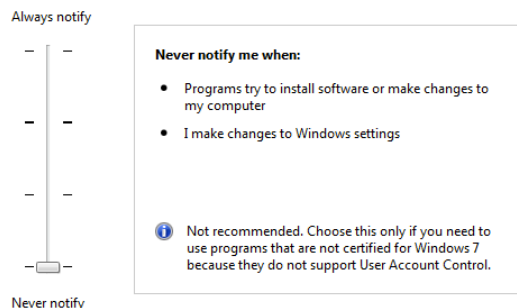 Always notify
Never notify me when:
Programs try to install software or make changes to
my computer
I make changes to Windows settings
Not recommended. Choose this only if you need to
use programs that are not certified for Windows 7
because they do not support User Account Control.
Never notify